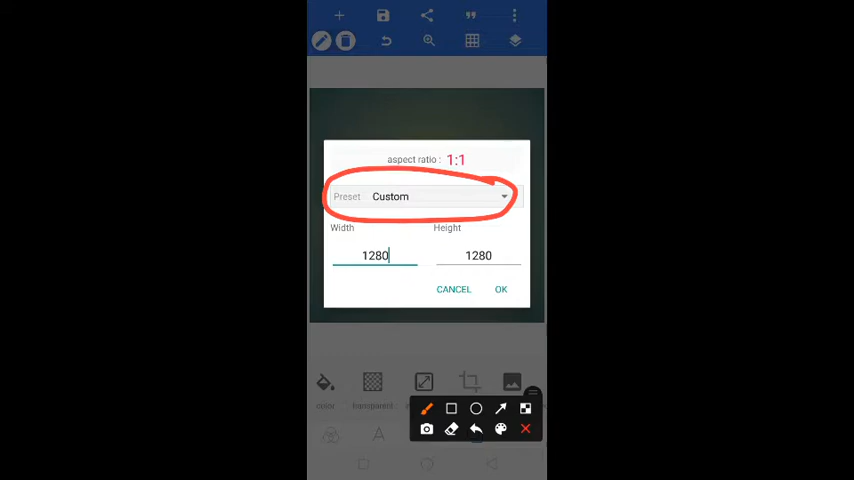 aspect ratio : 1:1
Preset Custom
Width Height
1280 1280
CANCEL OK
color transparent
A